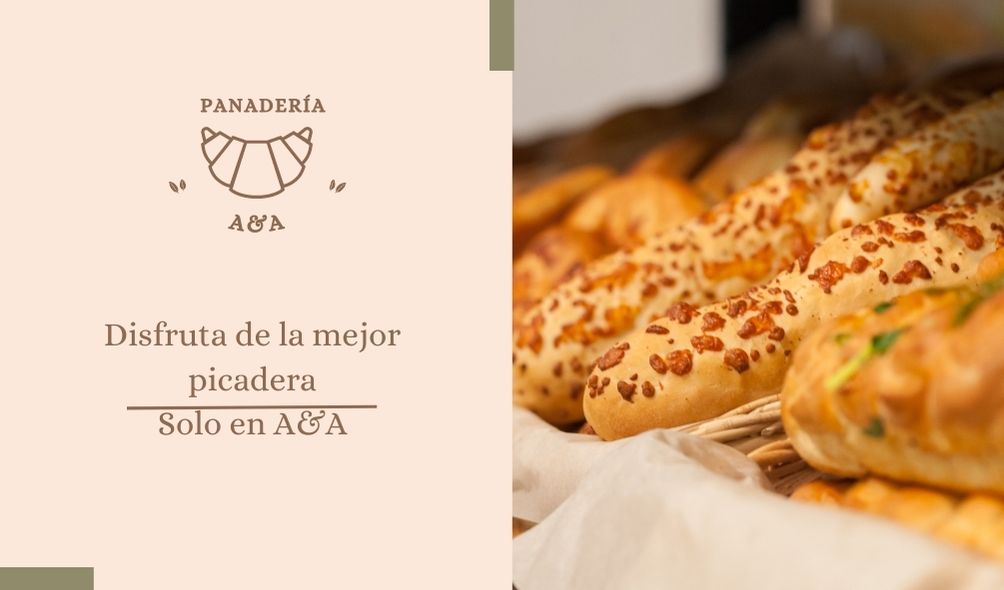 PANADERÍA
A&A
Disfruta de la mejor
picadera
Solo en A&A